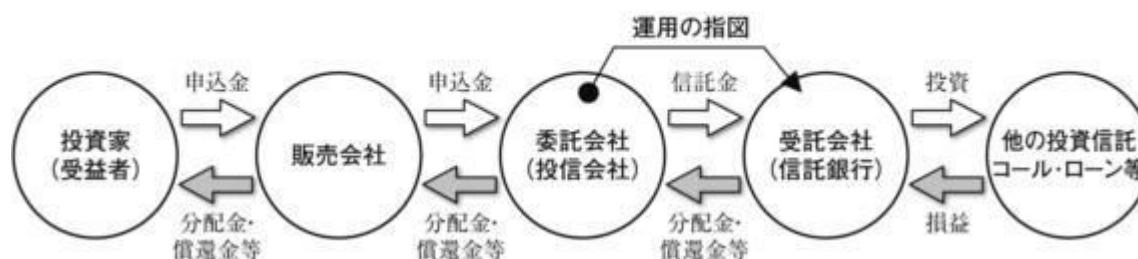 運用の指図
申込金
申込金
信託金
投資
投資家
(受益者)
販売会社
委託会社
(投信会社)
受託会社
(信託銀行)
他の投資信託
コール・ローン等
分配金・
償還金等
分配金・
償還金等
分配金・
償還金等
損益